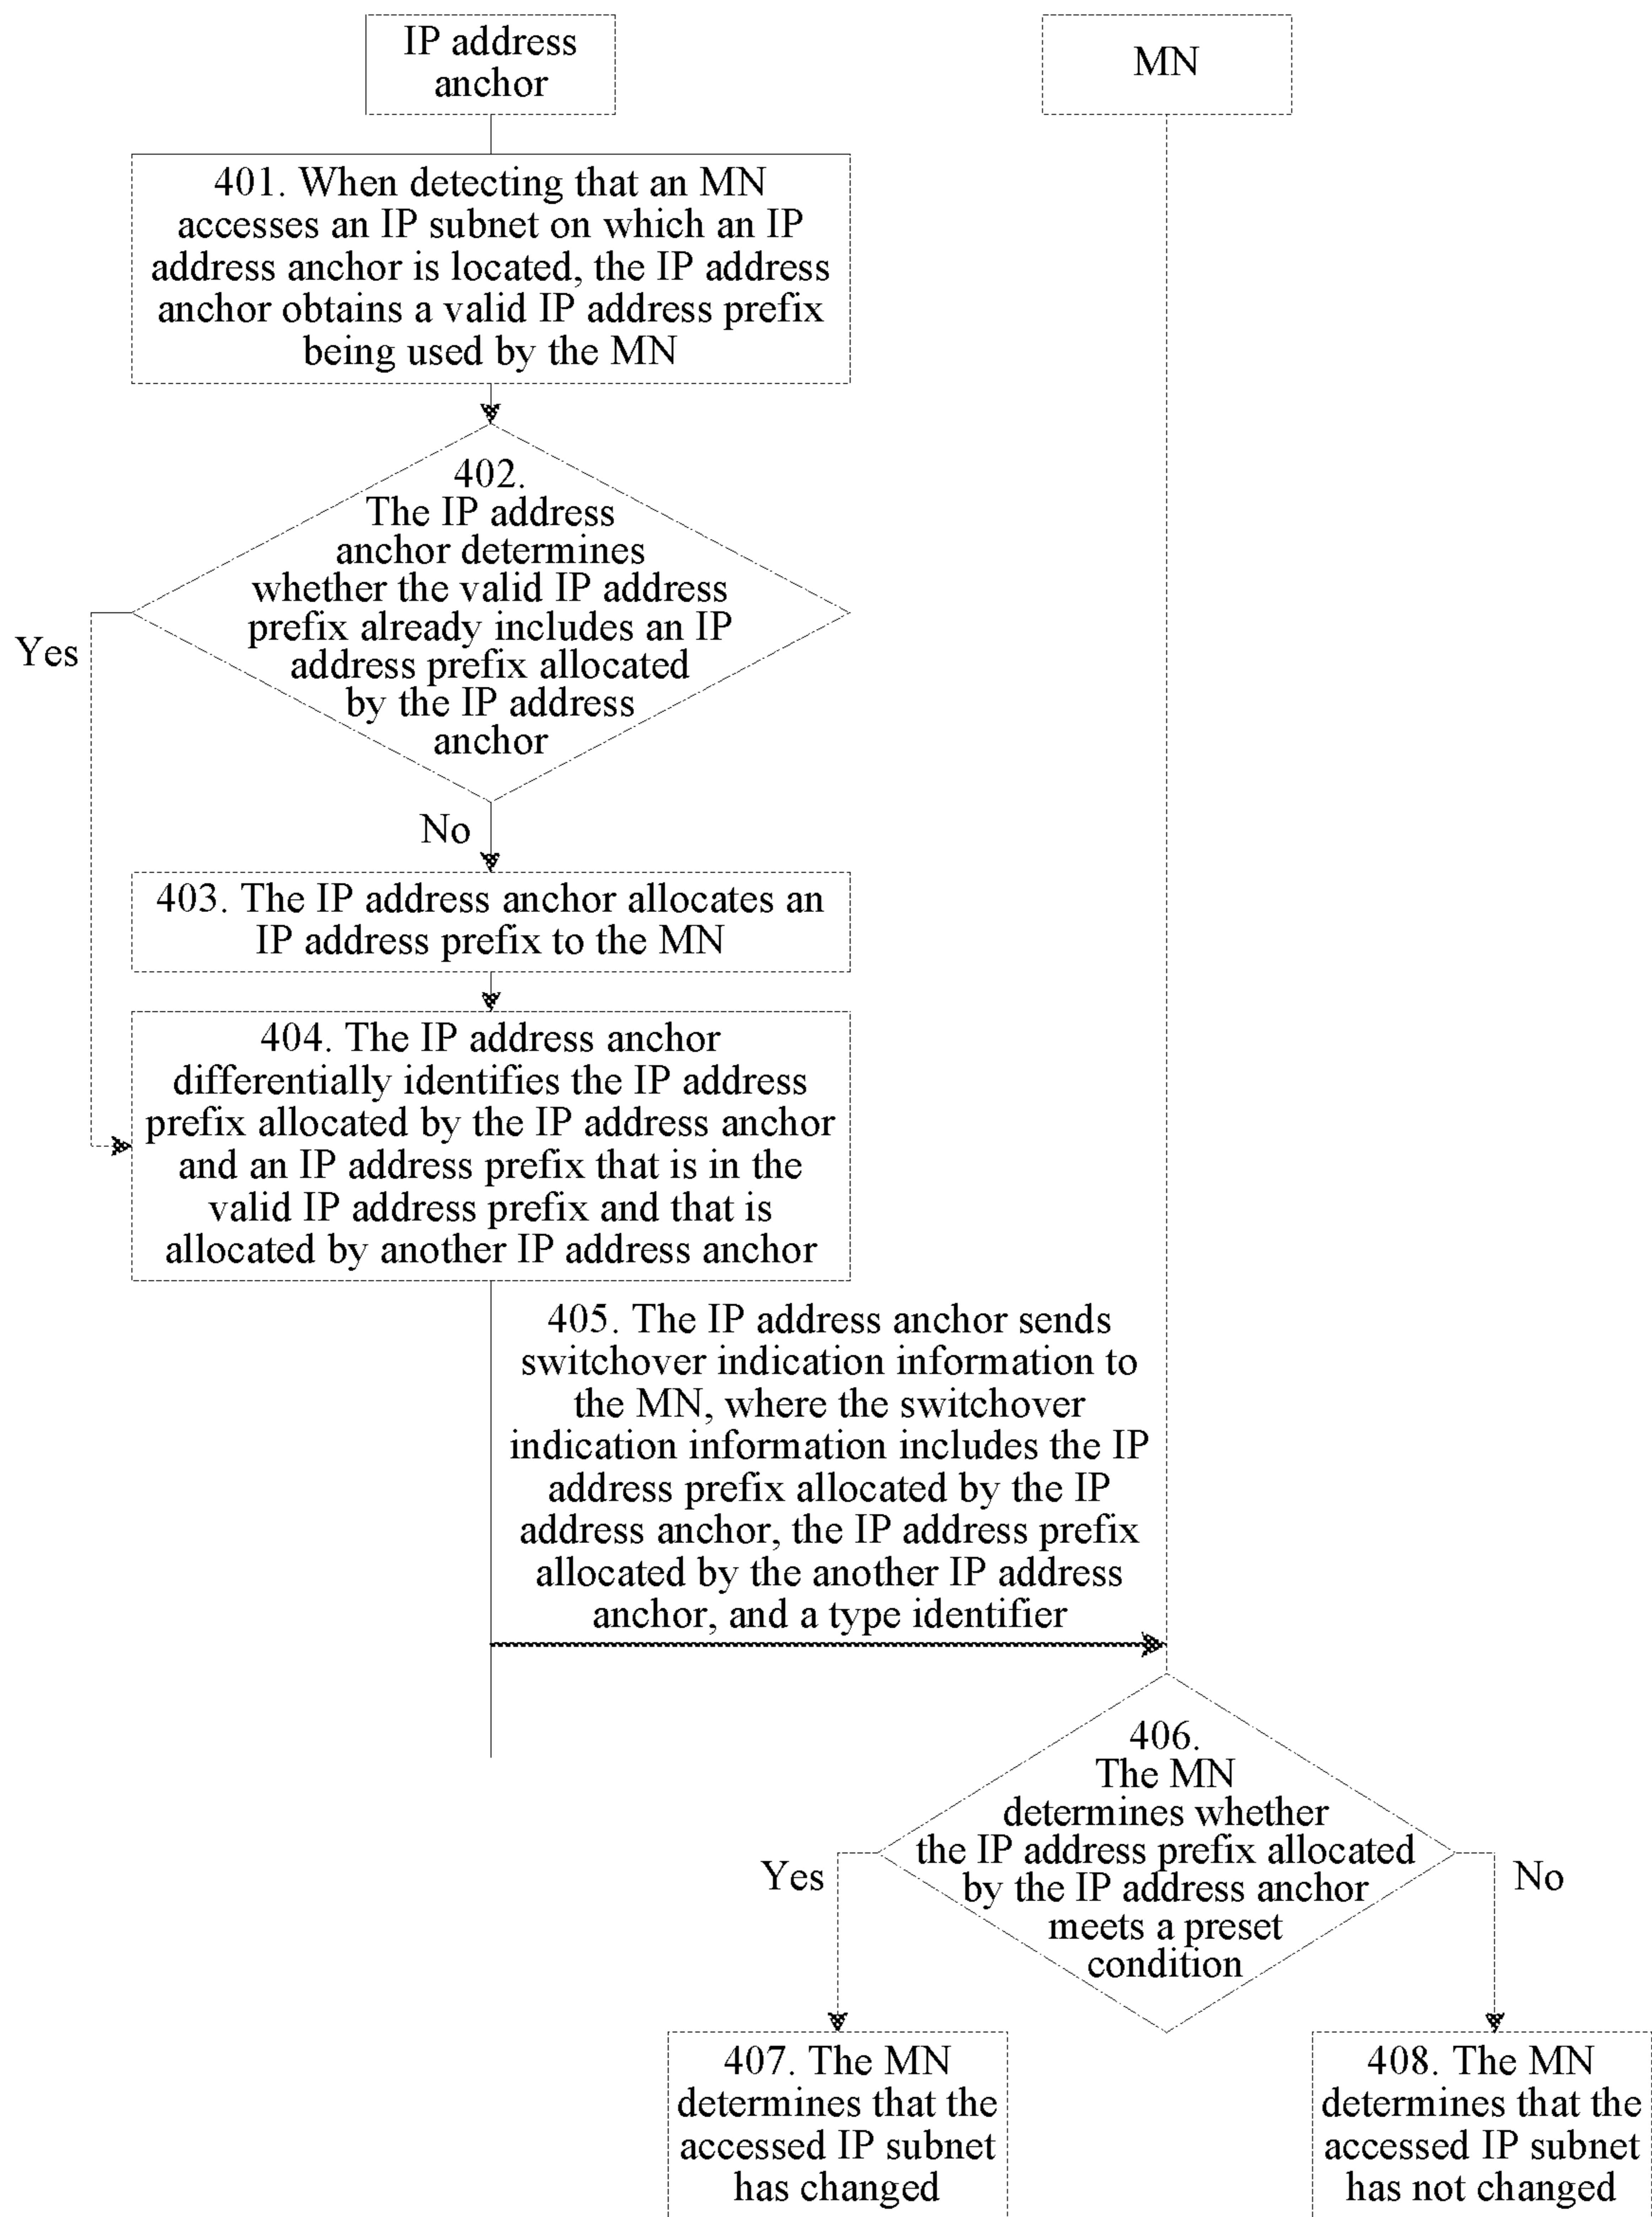 IP address
anchor
MN
401. When detecting that an MN
accesses an IP subnet on which an IP
address anchor is located, the IP address
anchor obtains a valid IP address prefix
being used by the MN
402.
The IP address
anchor determines
whether the valid IP address
prefix already includes an IP
address prefix allocated
by the IP address
anchor
Yes
No
403. The IP address anchor allocates an
IP address prefix to the MN
404. The IP address anchor
differentially identifies the IP address
prefix allocated by the IP address anchor
and an IP address prefix that is in the
valid IP address prefix and that is
allocated by another IP address anchor
405. The IP address anchor sends
switchover indication information to
the MN, where the switchover
indication information includes the IP
address prefix allocated by the IP
address anchor, the IP address prefix
allocated by the another IP address
anchor, and a type identifier
406.
The MN
determines whether
the IP address prefix allocated
by the IP address anchor
meets a preset
condition
Yes
No
407. The MN
determines that the
accessed IP subnet
has changed
408. The MN
determines that the
accessed IP subnet
has not changed